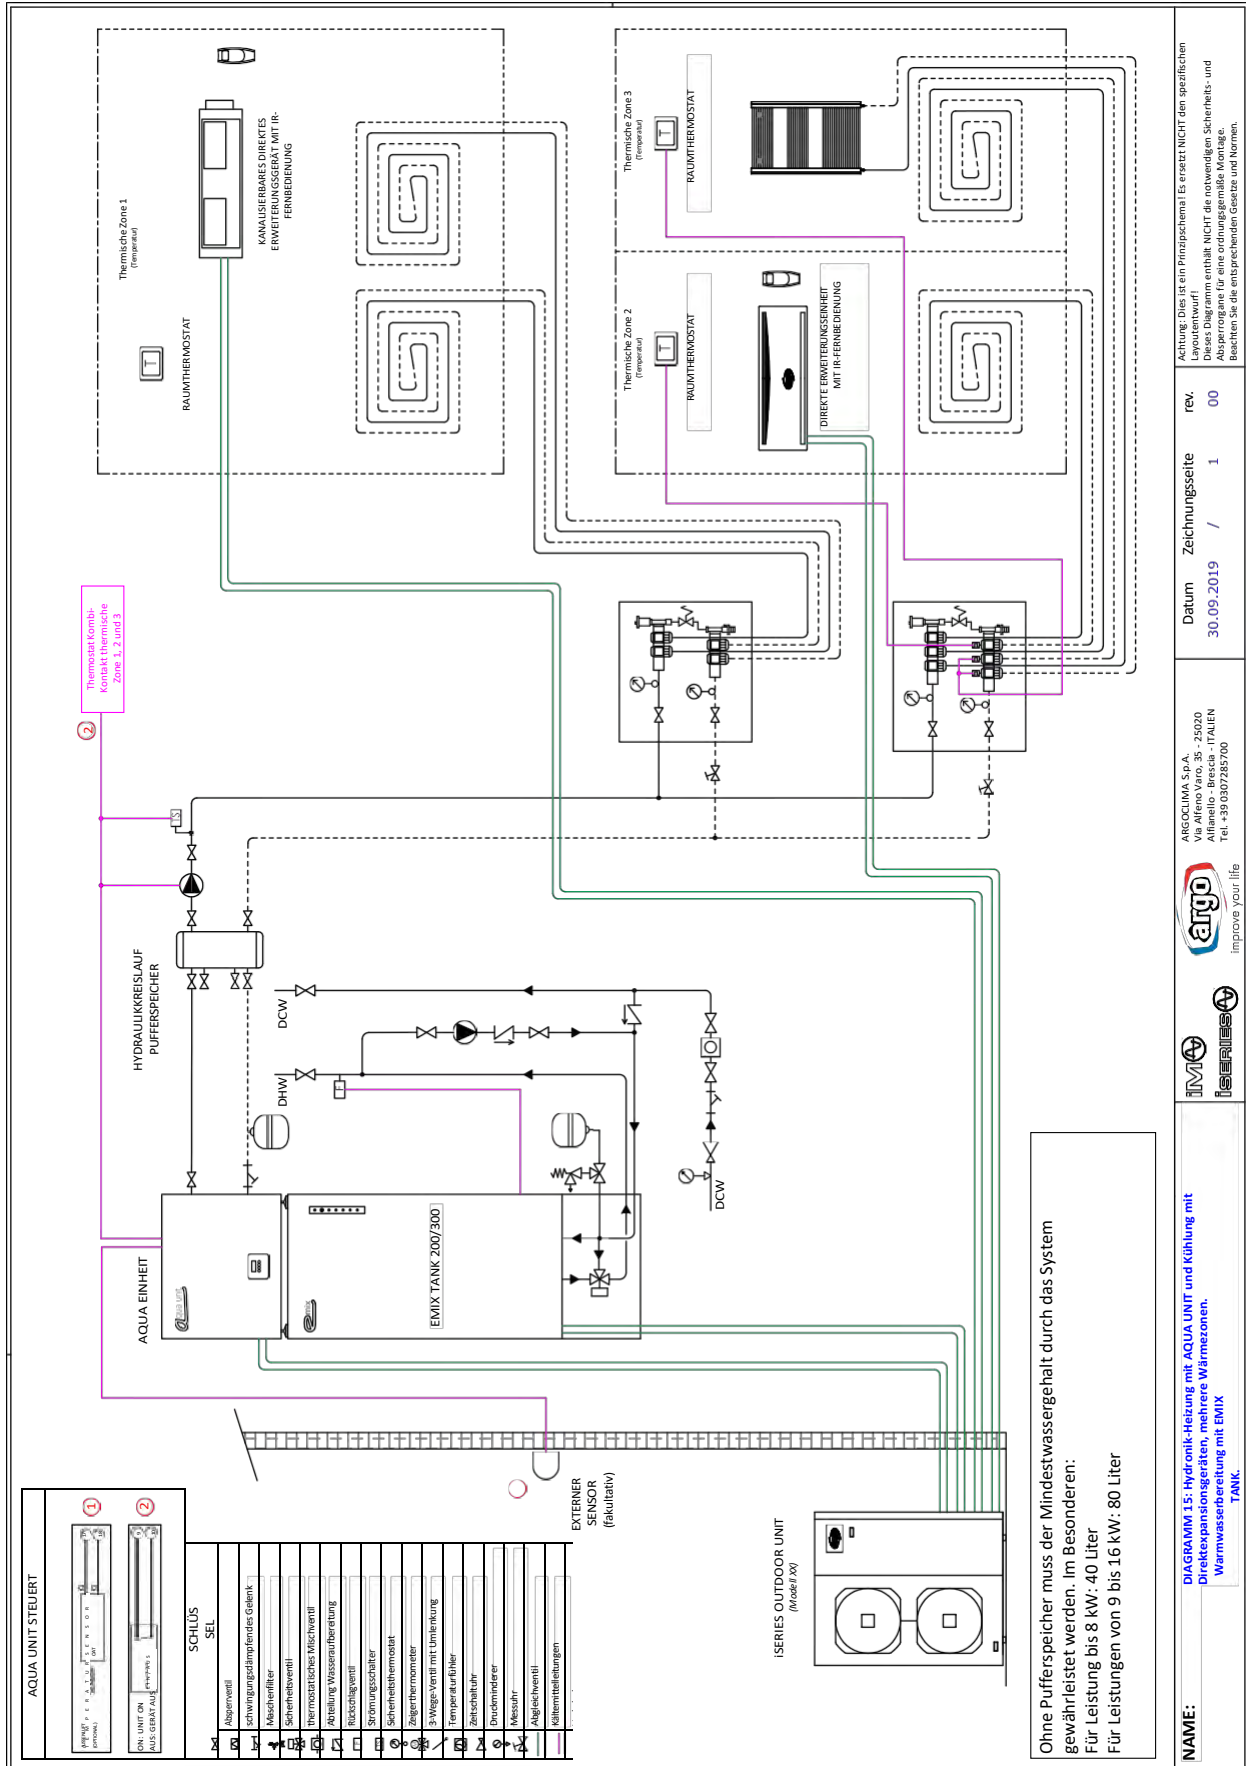 AQUA UNIT STEUERT
1
2
ON: UNIT ON
AUS: GERÄT AUS
SCHLÜS
SEL
Absperrventil
schwingungsdämpfendes Gelenk
Maschenfilter
Sicherheitsventil
thermostatisches Mischventil
Abteilung Wasseraufbereitung
Rückschlagventil
Strömungsschalter
Sicherheitsthermostat
Zeigerthermometer
3-Wege-Ventil mit Umlenkung
Temperaturfühler
Zeitschaltuhr
Druckminderer
Messuhr
Abgleichventil
Kältemittelleitungen
EXTERNER
SENSOR
(fakultativ)
iSERIES OUTDOOR UNIT
(Modell XX)
AQUA EINHEIT
aqua unit
emix
EMIX TANK 200/300
HYDRAULIKKREISLAUF
PUFFERSPEICHER
DHW
DCW
DCW
F
TS
2
Thermostat Kombi-
Kontakt thermische
Zone 1, 2 und 3
Thermische Zone 1
(Temperatur)
T
RAUMTHERMOSTAT
KANALISIERBARES DIREKTES
ERWEITERUNGSGERÄT MIT IR-
FERNBEDIENUNG
Thermische Zone 2
(Temperatur)
T
RAUMTHERMOSTAT
DIREKTE ERWEITERUNGSEINHEIT
MIT IR-FERNBEDIENUNG
Thermische Zone 3
(Temperatur)
T
RAUMTHERMOSTAT
Ohne Pufferspeicher muss der Mindestwassergehalt durch das System
gewährleistet werden. Im Besonderen:
Für Leistung bis 8 kW: 40 Liter
Für Leistungen von 9 bis 16 kW: 80 Liter
NAME:
DIAGRAMM 15: Hydronik-Heizung mit AQUA UNIT und Kühlung mit
Direktexpansionsgeräten, mehrere Wärmezonen.
Warmwasserbereitung mit EMIX
TANK.
iM
iSERIES
argo
improve your life
ARGOCLIMA S.p.A.
Via Alfeno Varo, 35 - 25020
Alfianello - Brescia - ITALIEN
Tel. +39 0307285700
Datum Zeichnungsseite rev.
30.09.2019 / 1 00
Achtung: Dies ist ein Prinzipschema! Es ersetzt NICHT den spezifischen
Layoutentwurf!
Dieses Diagramm enthält NICHT die notwendigen Sicherheits- und
Absperrorgane für eine ordnungsgemäße Montage.
Beachten Sie die entsprechenden Gesetze und Normen.